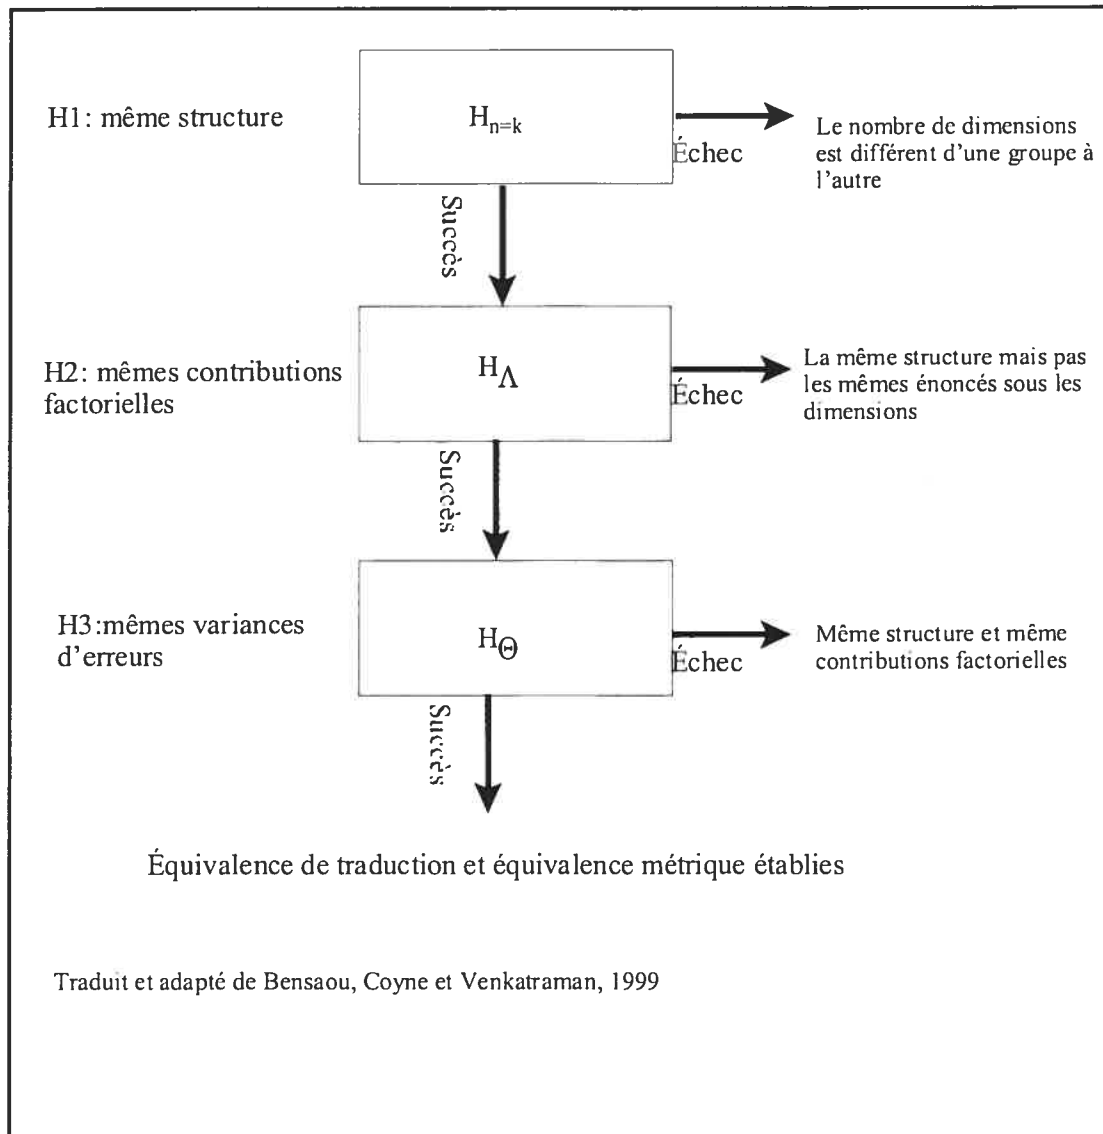 H1: même structure
H n=k
Échec
Le nombre de dimensions
est différent d'une groupe à
l'autre
Succès
H2: mêmes contributions
factorielles
H Λ
Échec
La même structure mais pas
les mêmes énoncés sous les
dimensions
Succès
H3:mêmes variances
d'erreurs
H Θ
Échec
Même structure et même
contributions factorielles
Succès
Équivalence de traduction et équivalence métrique établies
Traduit et adapté de Bensaou, Coyne et Venkatraman, 1999